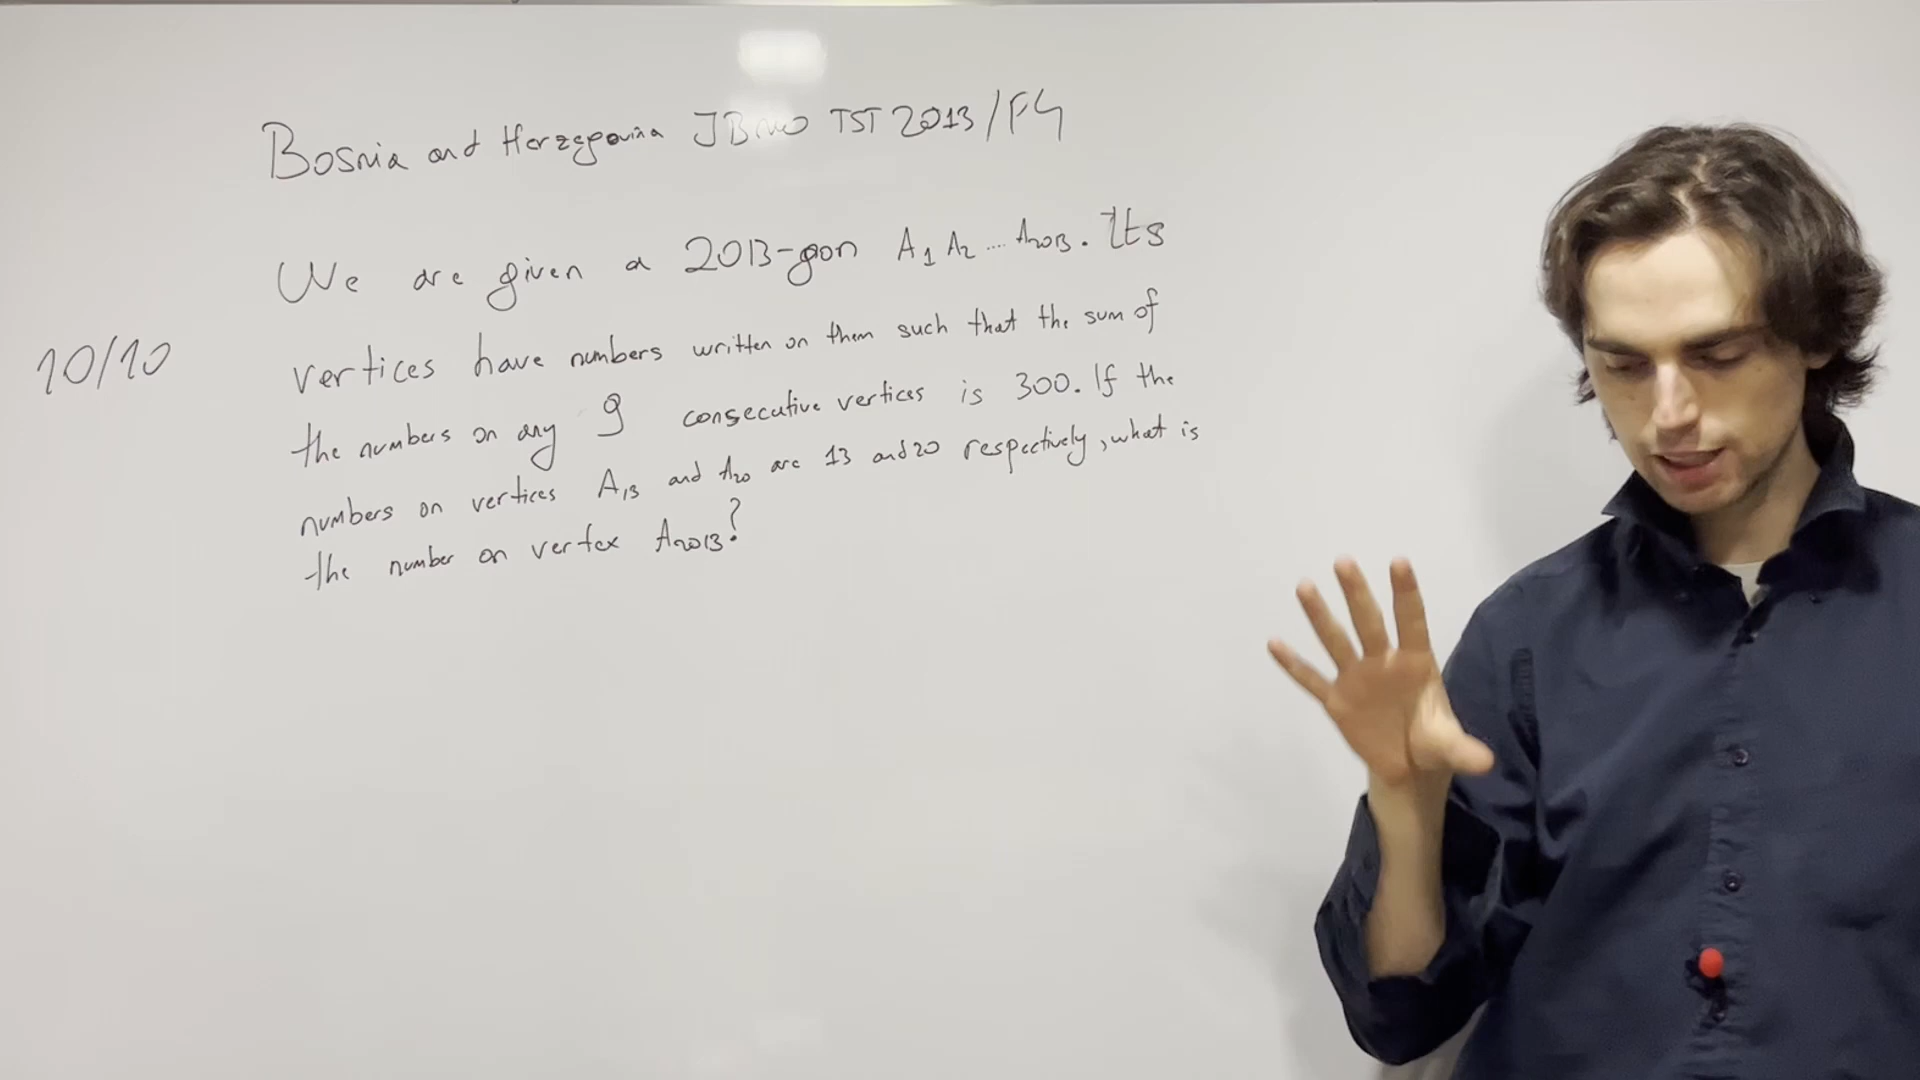 Bosnia and Herzegovina JBMO TST 2013/P4
We are given a 2013-gon A1 A2 .... A2013. Its
10/10
vertices have numbers written on them such that the sum of
the numbers on any 9 consecutive vertices is 300. If the
numbers on vertices A13 and A20 are 13 and 20 respectively, what is
the number on vertex A2013?